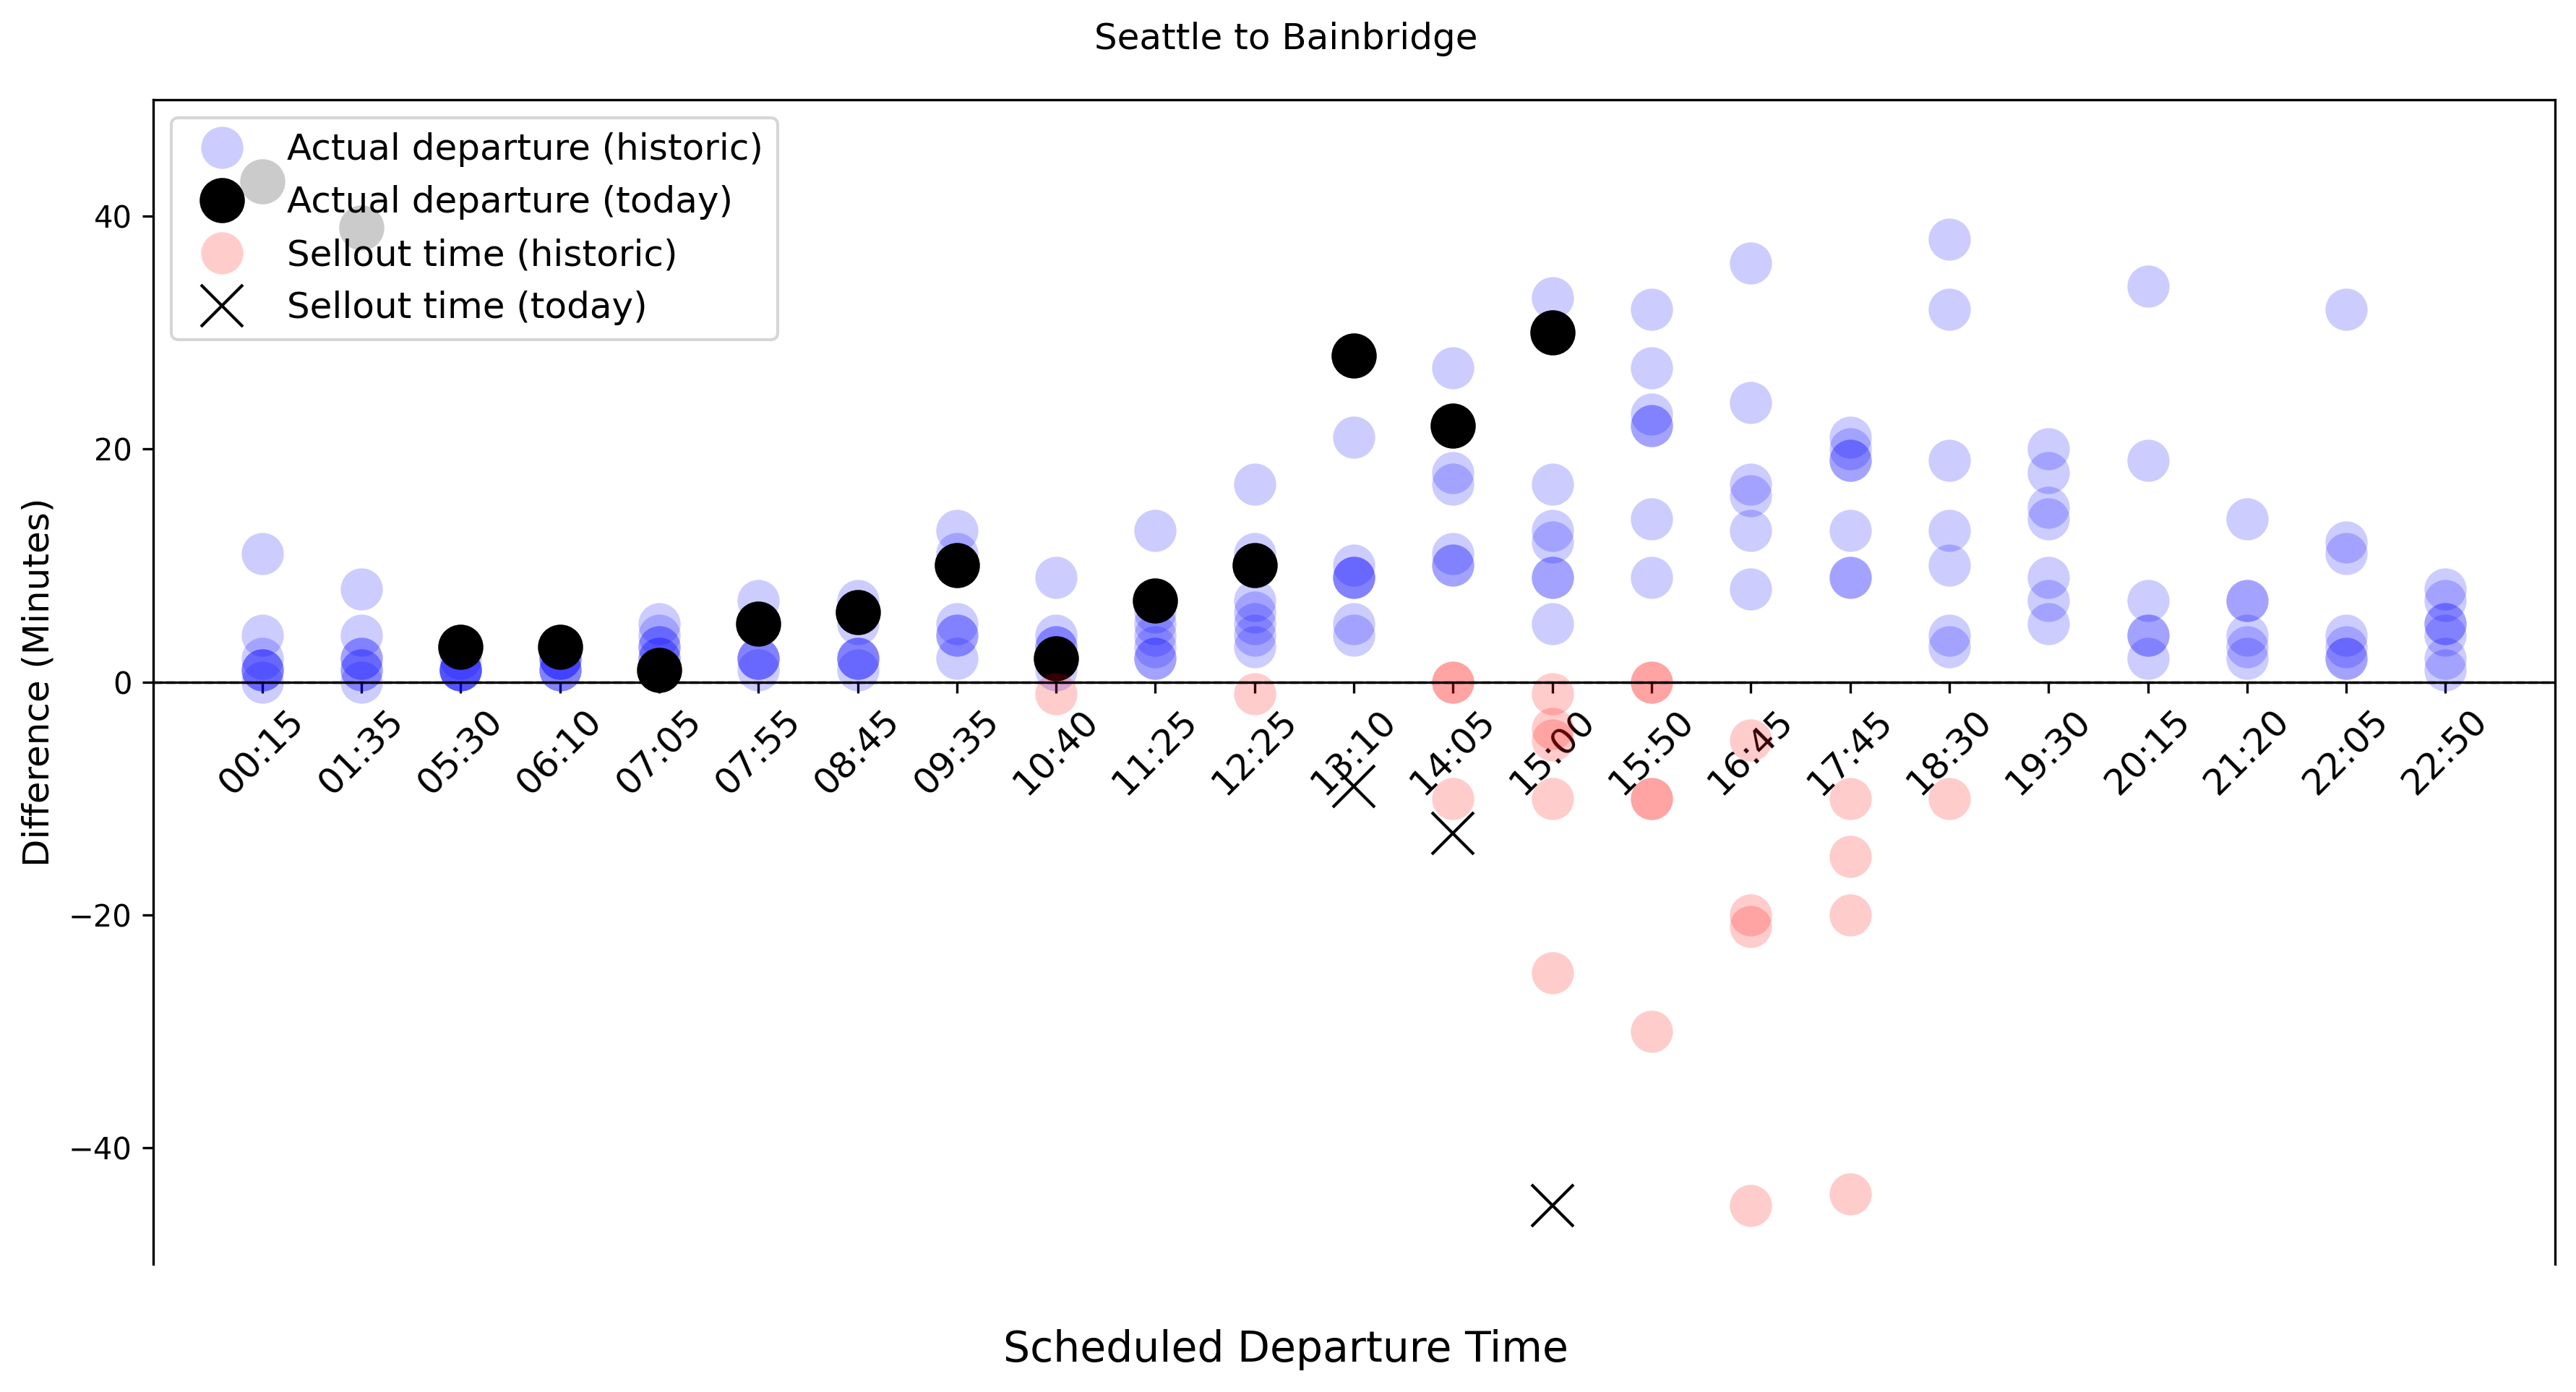 Seattle to Bainbridge
Actual departure (historic)
Actual departure (today)
Sellout time (historic)
Sellout time (today)
Difference (Minutes)
40
20
0
−20
−40
00:15 01:35 05:30 06:10 07:05 07:55 08:45 09:35 10:40 11:25 12:25 13:10 14:05 15:00 15:50 16:45 17:45 18:30 19:30 20:15 21:20 22:05 22:50
Scheduled Departure Time